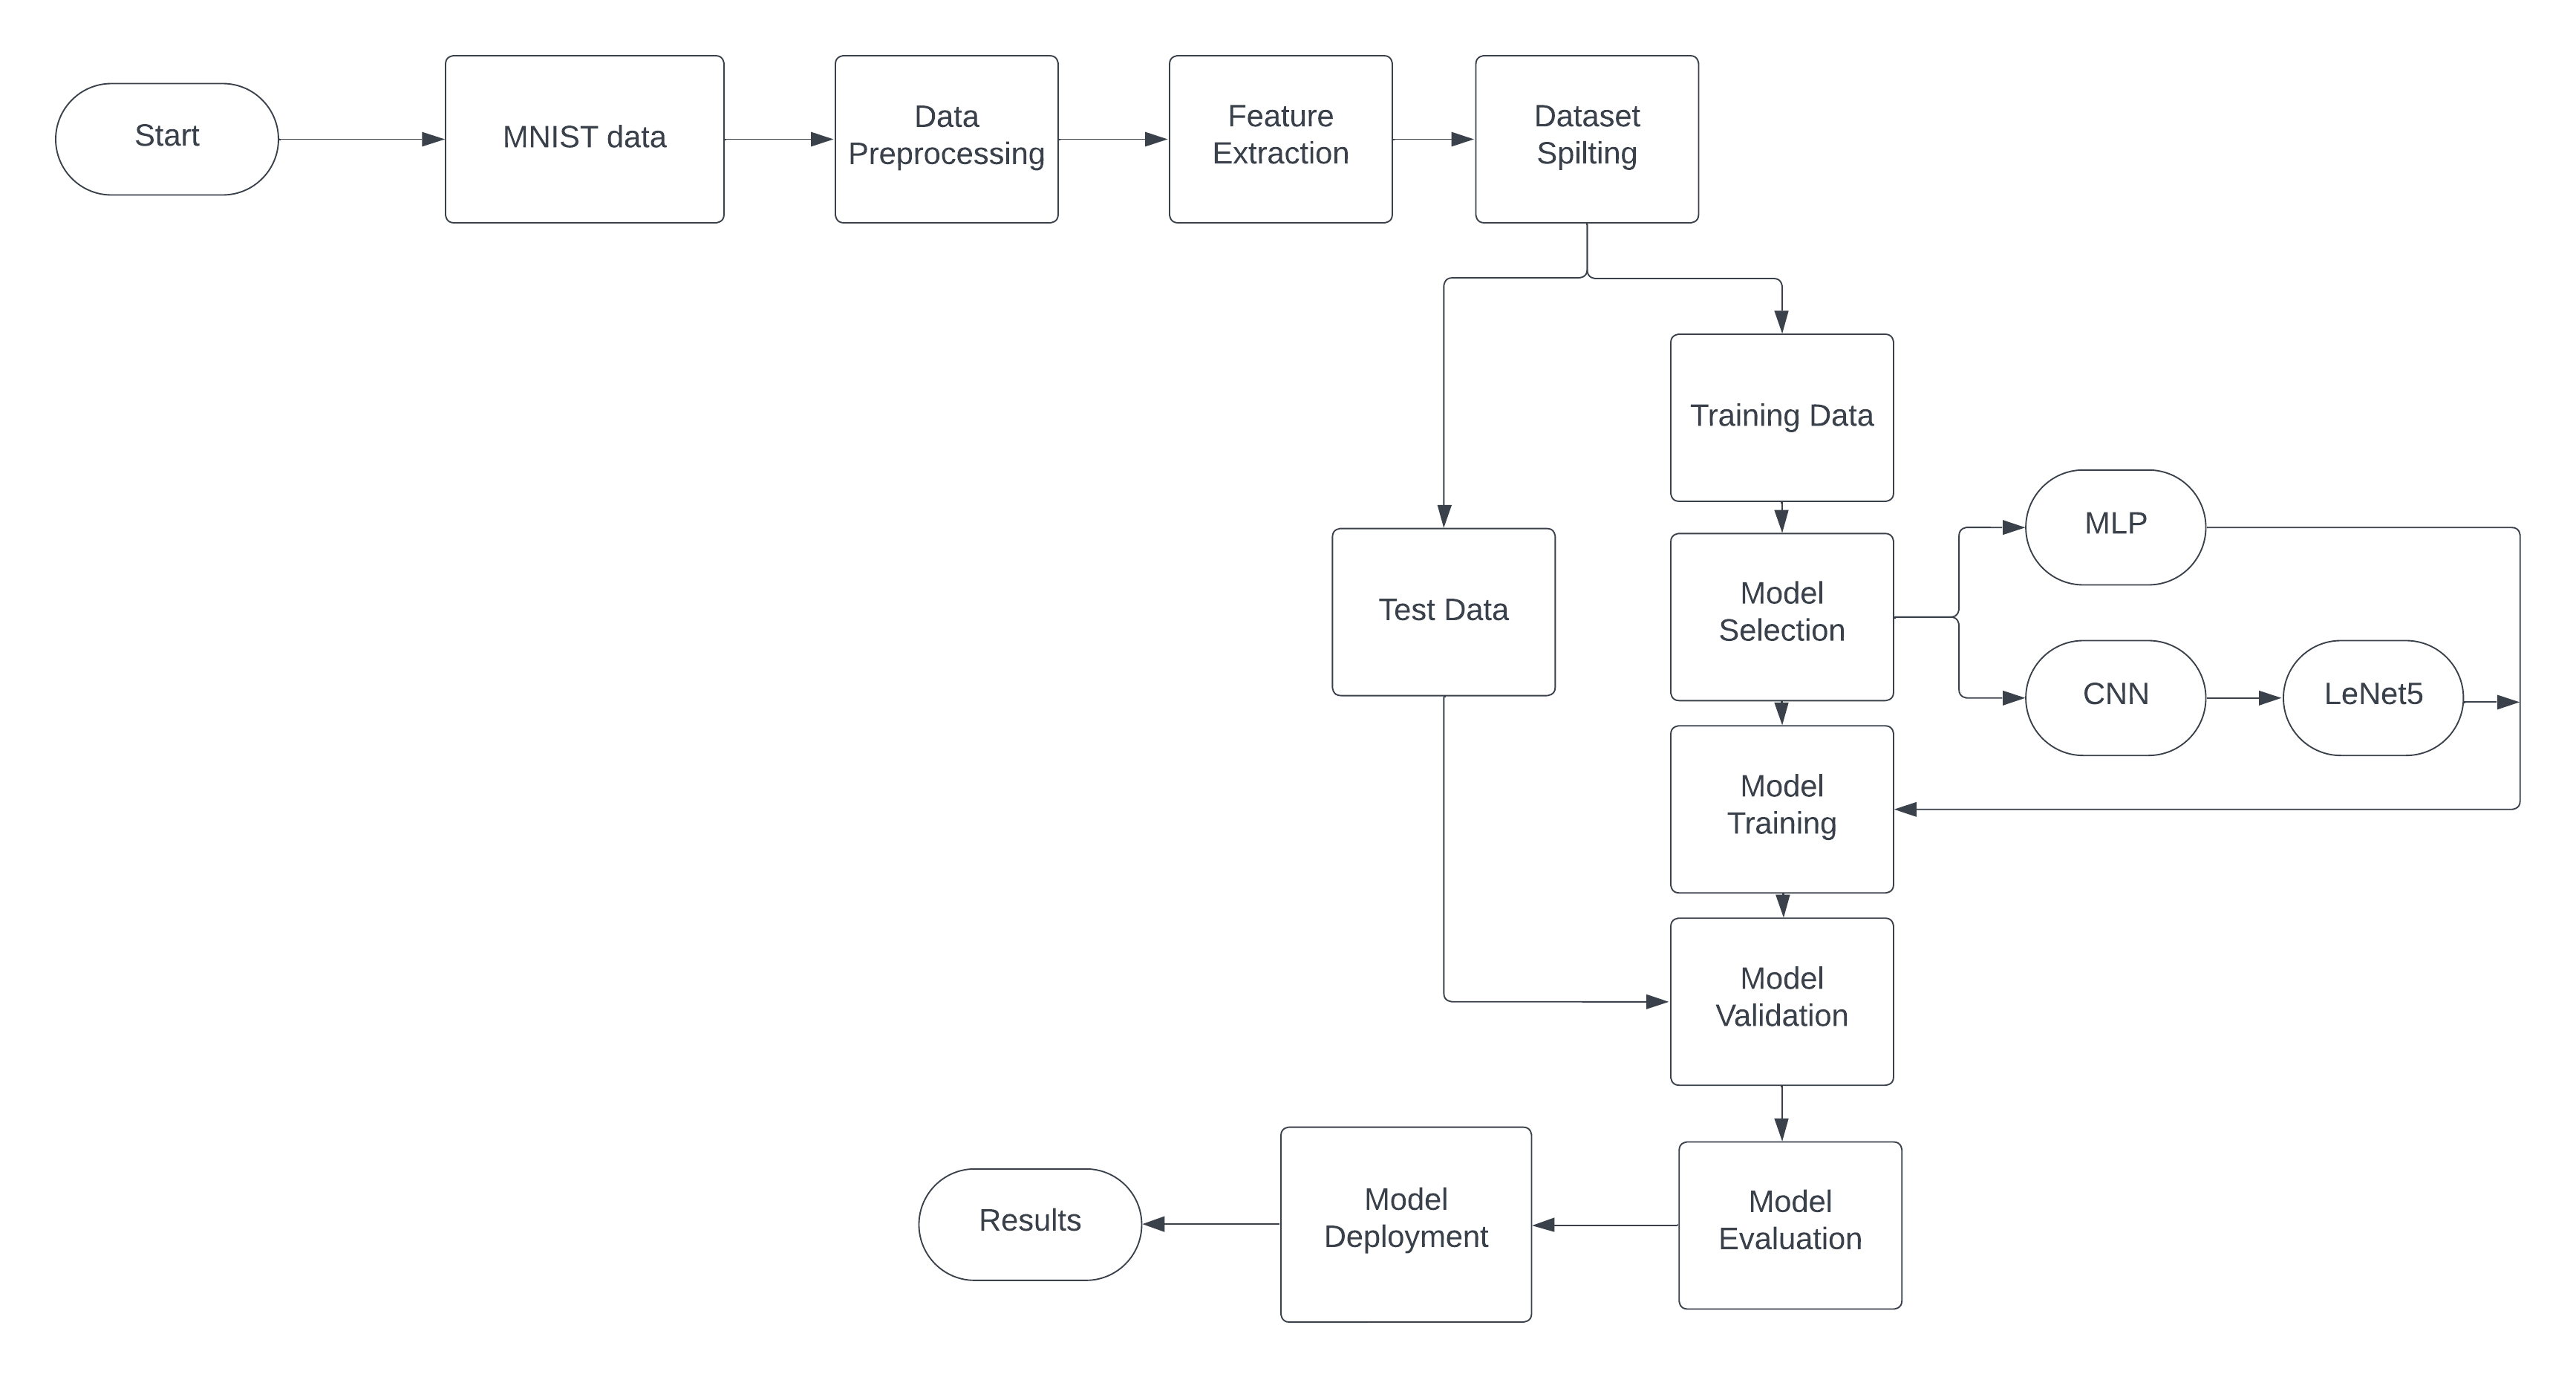 Start
MNIST data
Data
Preprocessing
Feature
Extraction
Dataset
Spilting
Training Data
Test Data
Model
Selection
MLP
CNN
LeNet5
Model
Training
Model
Validation
Model
Evaluation
Model
Deployment
Results